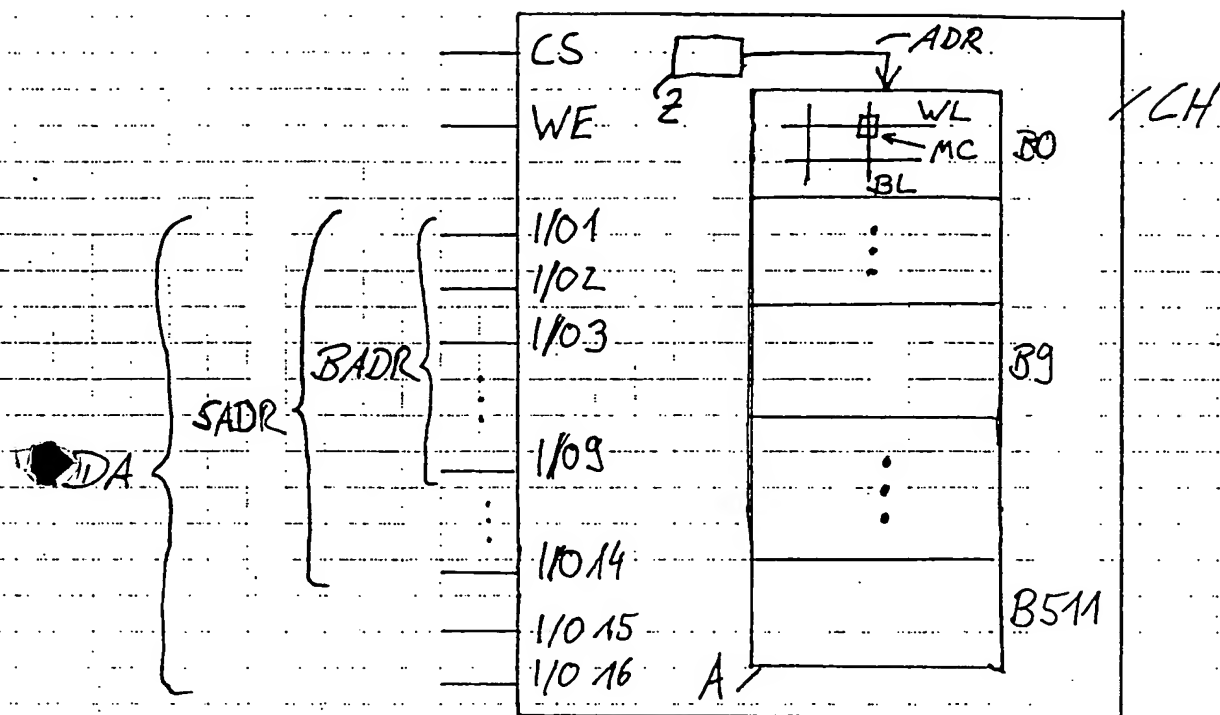 CS
ADR
Z
CH
WE
WL
MC
B0
BL
I/O1
I/O2
I/O3
BADR
B9
SADR
DA
I/O9
I/O14
B511
I/O15
I/O16
A